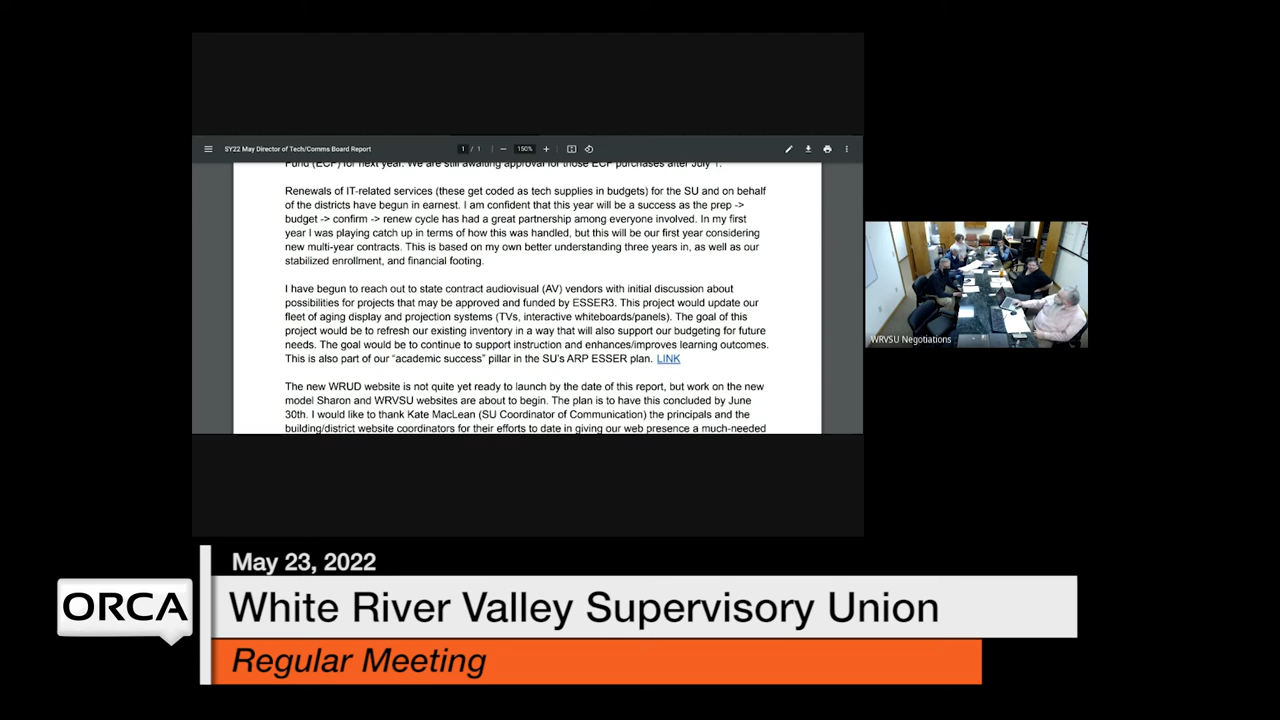 SY22 May Director of Tech/Comms Board Report
1 / 1
150%
Fund (ECF) for next year. We are still awaiting approval for those ECF purchases after July 1.
Renewals of IT-related services (these get coded as tech supplies in budgets) for the SU and on behalf
of the districts have begun in earnest. I am confident that this year will be a success as the prep ->
budget -> confirm -> renew cycle has had a great partnership among everyone involved. In my first
year I was playing catch up in terms of how this was handled, but this will be our first year considering
new multi-year contracts. This is based on my own better understanding three years in, as well as our
stabilized enrollment, and financial footing.
I have begun to reach out to state contract audiovisual (AV) vendors with initial discussion about
possibilities for projects that may be approved and funded by ESSER3. This project would update our
fleet of aging display and projection systems (TVs, interactive whiteboards/panels). The goal of this
project would be to refresh our existing inventory in a way that will also support our budgeting for future
needs. The goal would be to continue to support instruction and enhances/improves learning outcomes.
This is also part of our “academic success” pillar in the SU's ARP ESSER plan. LINK
The new WRUD website is not quite yet ready to launch by the date of this report, but work on the new
model Sharon and WRVSU websites are about to begin. The plan is to have this concluded by June
30th. I would like to thank Kate MacLean (SU Coordinator of Communication) the principals and the
building/district website coordinators for their efforts to date in giving our web presence a much-needed
WRVSU Negotiations
May 23, 2022
ORCA
White River Valley Supervisory Union
Regular Meeting